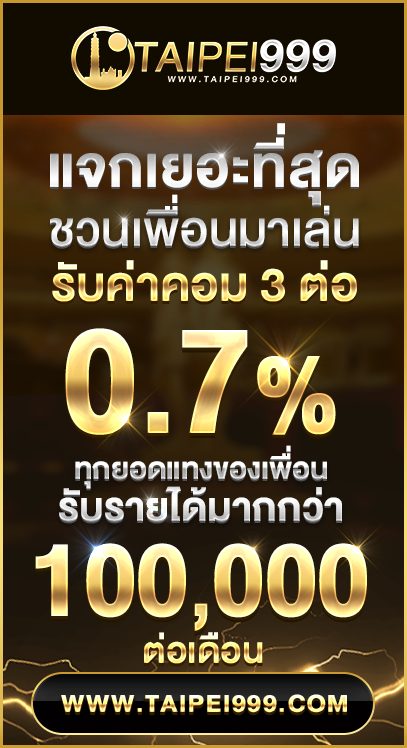 TAIPEI999
WWW.TAIPEI999.COM
แจกเยอะที่สุด
ชวนเพื่อนมาเล่น
รับค่าคอม 3 ต่อ
0.7%
ทุกยอดแทงของเพื่อน
รับรายได้มากกว่า
100,000
ต่อเดือน
WWW.TAIPEI999.COM